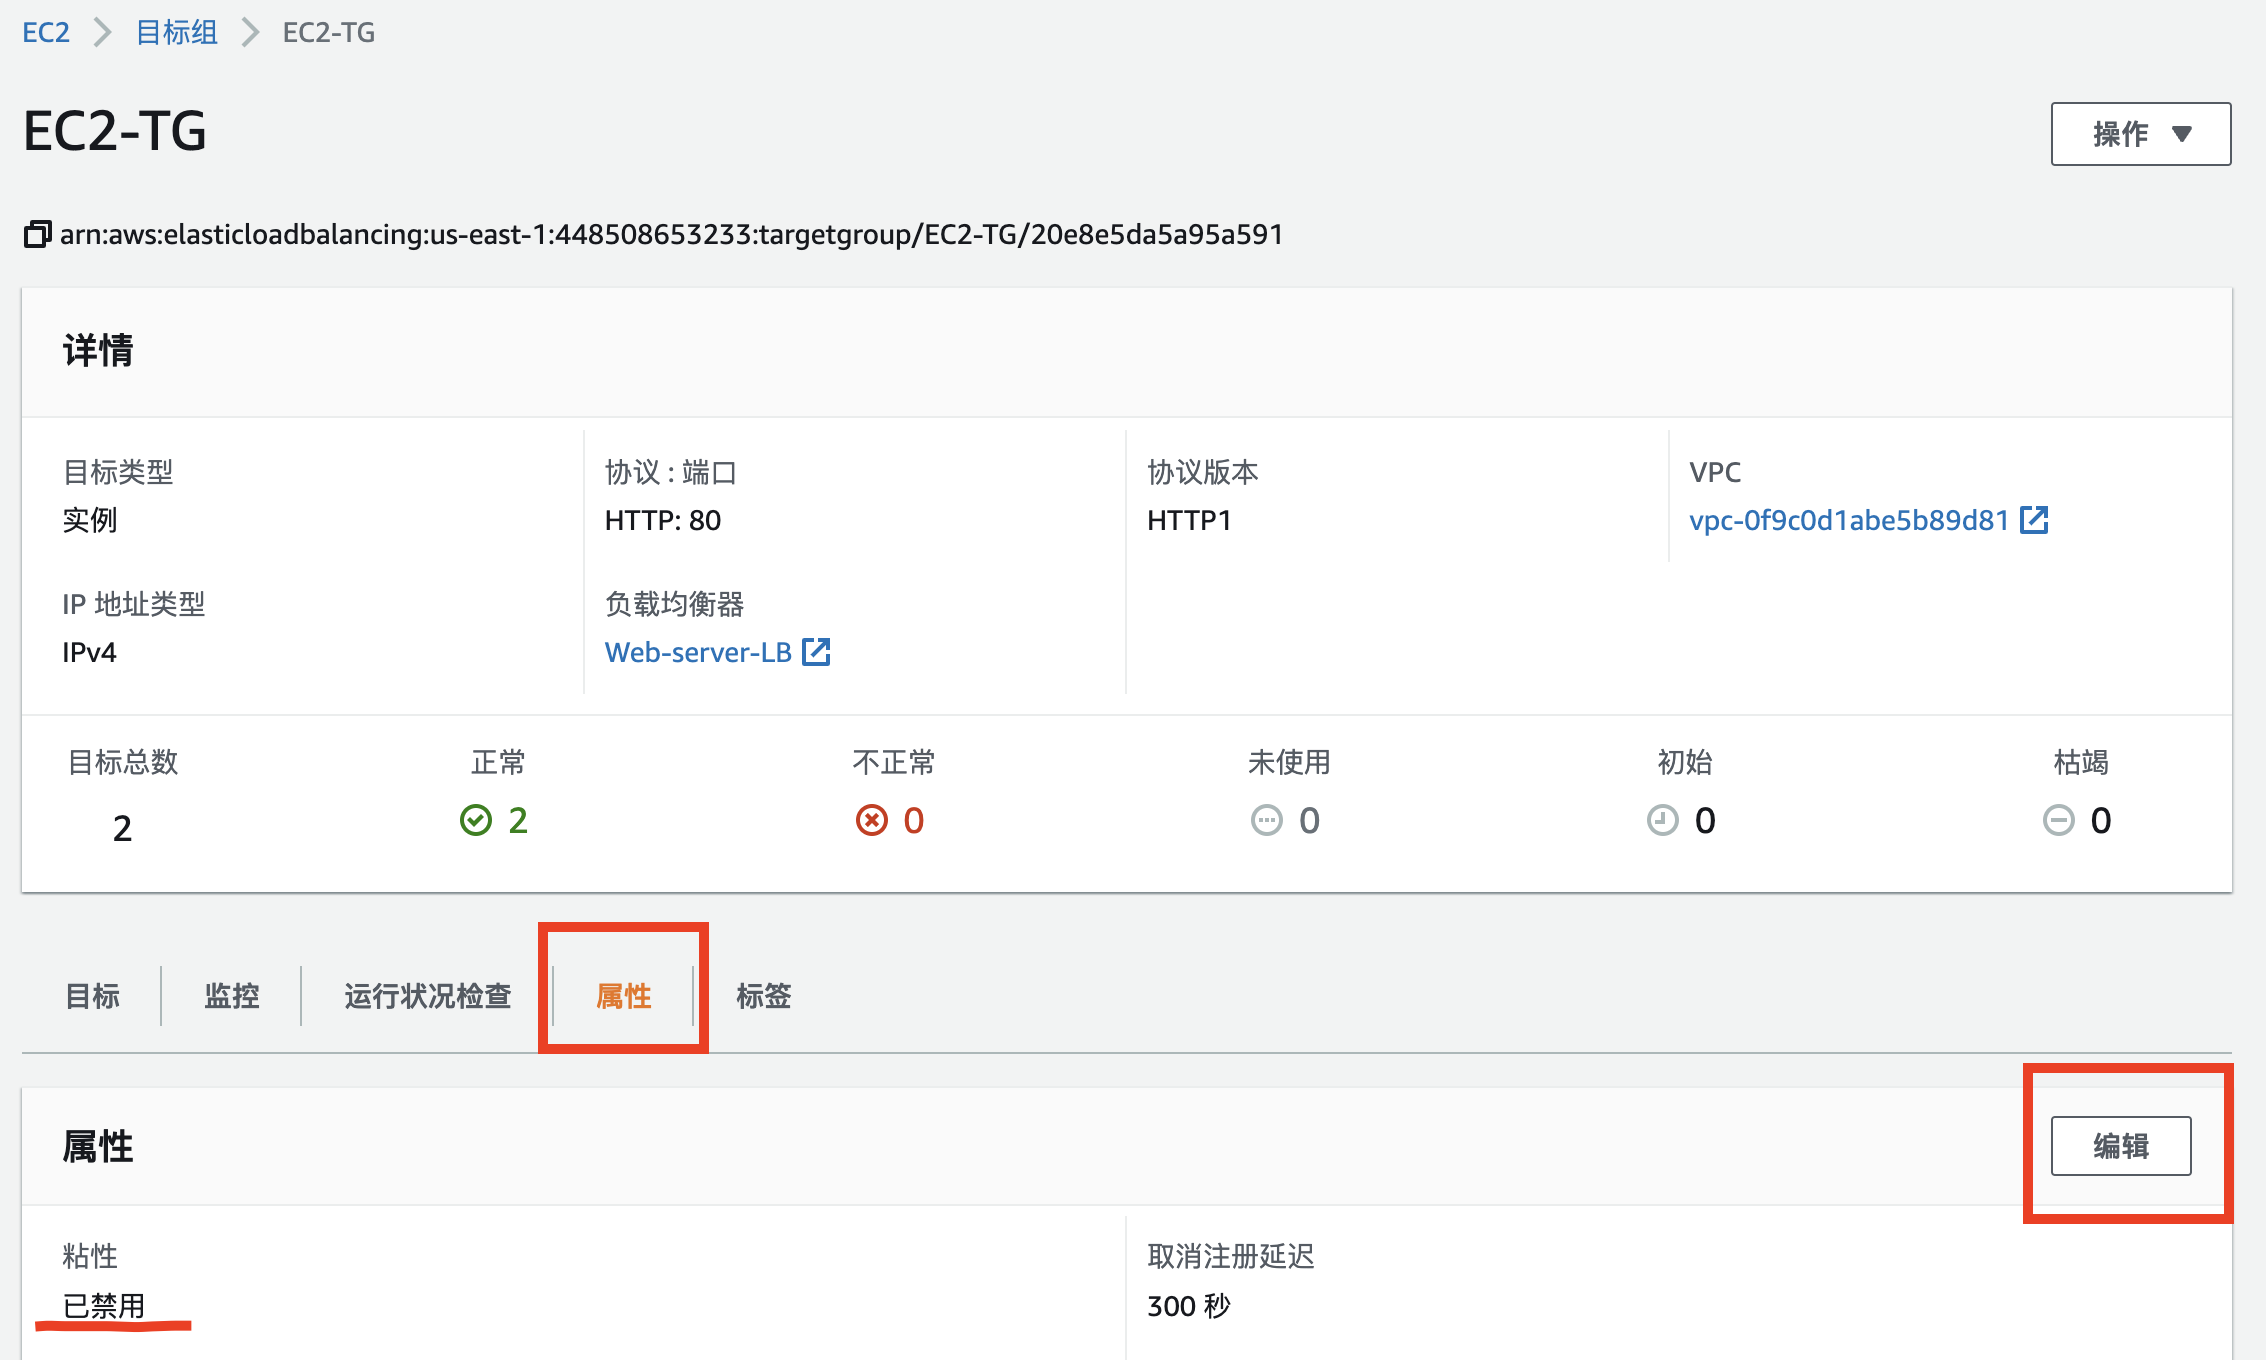 EC2 > 目标组 > EC2-TG
EC2-TG
操作
arn:aws:elasticloadbalancing:us-east-1:448508653233:targetgroup/EC2-TG/20e8e5da5a95a591
详情
目标类型
实例
协议 : 端口
HTTP: 80
协议版本
HTTP1
VPC
vpc-0f9c0d1abe5b89d81
IP 地址类型
IPv4
负载均衡器
Web-server-LB
目标总数
2
正常
2
不正常
0
未使用
0
初始
0
枯竭
0
目标 监控 运行状况检查 属性 标签
属性
编辑
粘性
已禁用
取消注册延迟
300 秒